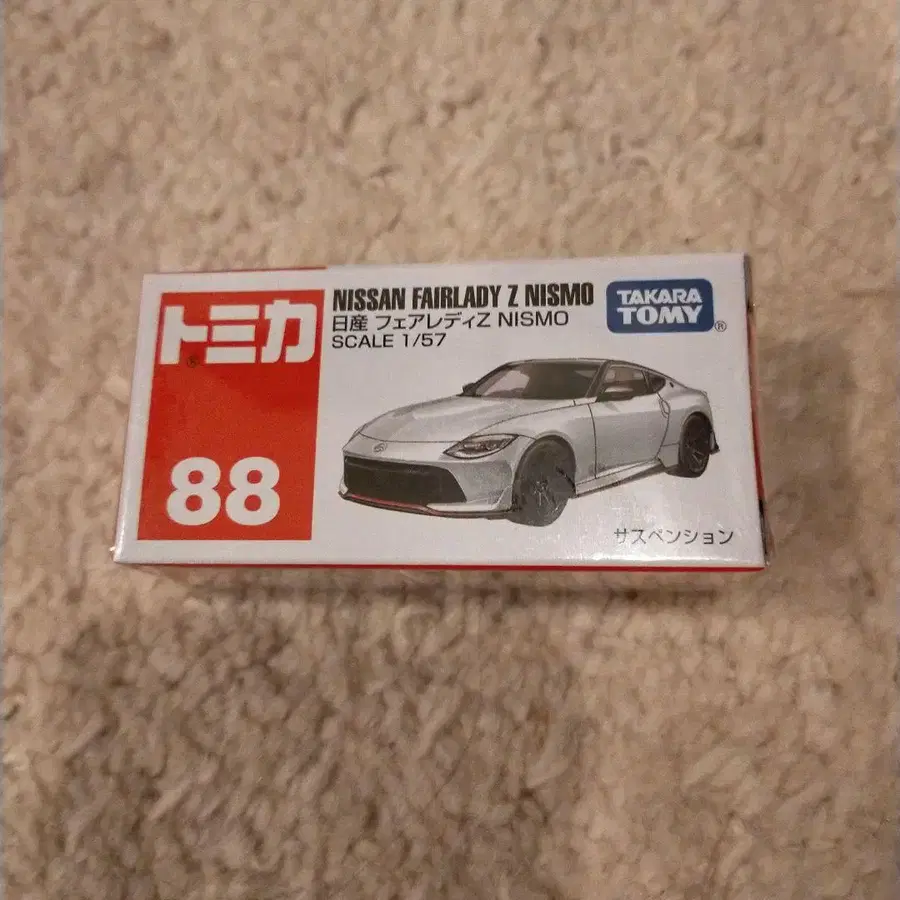 トミカ
88
NISSAN FAIRLADY Z NISMO
日産 フェアレディZ NISMO
SCALE 1/57
TAKARA
TOMY®
サスペンション